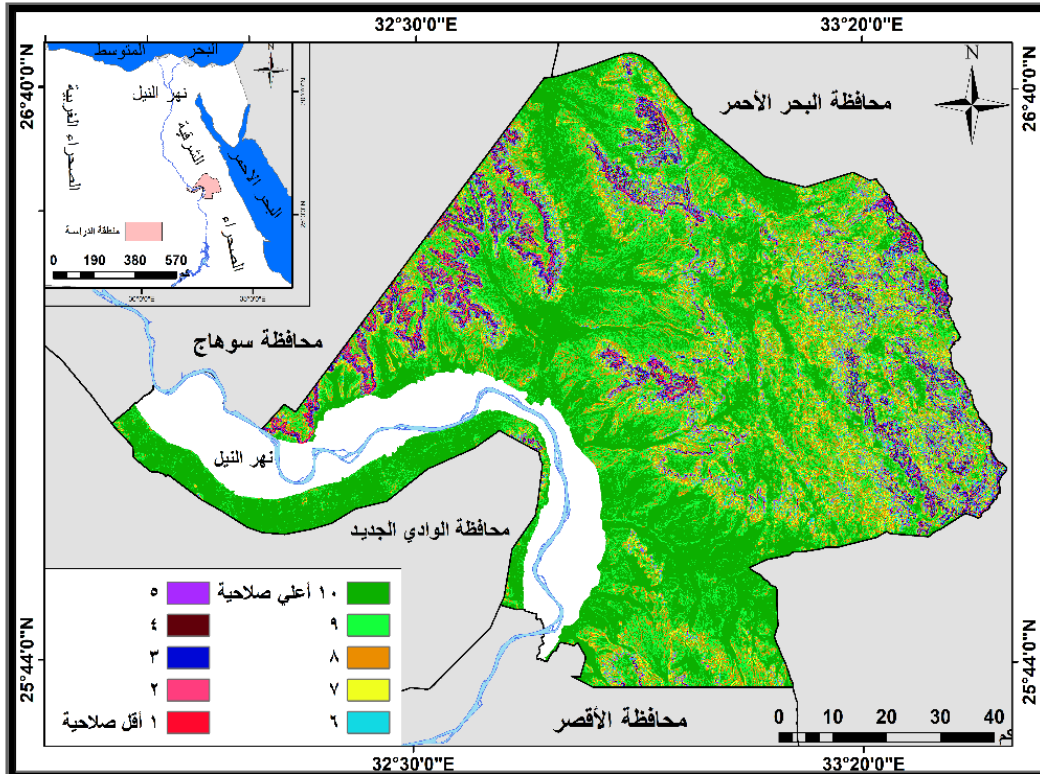 32°30'0"E
33°20'0"E
26°40'0"N
26°40'0"N
البحر
المتوسط
نهر النيل
الصحراء الغربية
الشرقية
الصحراء
البحر الاحمر
منطقة الدراسة
0 190 380 570
كم
N
محافظة البحر الأحمر
محافظة سوهاج
نهر النيل
محافظة الوادي الجديد
محافظة الأقصر
١٠ أعلي صلاحية
٩
٨
٧
٦
٥
٤
٣
٢
١ أقل صلاحية
0 10 20 30 40
كم
25°44'0"N
25°44'0"N
32°30'0"E
33°20'0"E